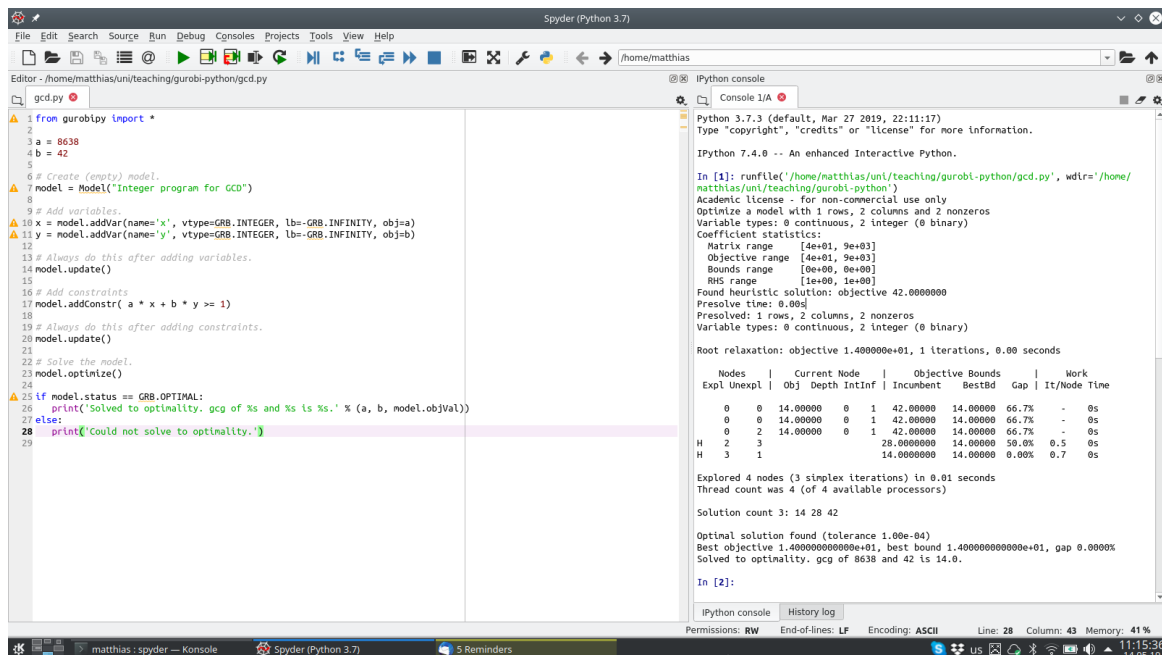 Spyder (Python 3.7)
File Edit Search Source Run Debug Consoles Projects Tools View Help
/home/matthias
Editor - /home/matthias/uni/teaching/gurobi-python/gcd.py
gcd.py
1 from gurobipy import *
2
3 a = 8638
4 b = 42
5
6 # Create (empty) model.
7 model = Model("Integer program for GCD")
8
9 # Add variables.
10 x = model.addVar(name='x', vtype=GRB.INTEGER, lb=-GRB.INFINITY, obj=a)
11 y = model.addVar(name='y', vtype=GRB.INTEGER, lb=-GRB.INFINITY, obj=b)
12
13 # Always do this after adding variables.
14 model.update()
15
16 # Add constraints
17 model.addConstr( a * x + b * y >= 1)
18
19 # Always do this after adding constraints.
20 model.update()
21
22 # Solve the model.
23 model.optimize()
24
25 if model.status == GRB.OPTIMAL:
26 print('Solved to optimality. gcg of %s and %s is %s.' % (a, b, model.objVal))
27 else:
28 print('Could not solve to optimality.')
29
IPython console
Console 1/A
Python 3.7.3 (default, Mar 27 2019, 22:11:17)
Type "copyright", "credits" or "license" for more information.
IPython 7.4.0 -- An enhanced Interactive Python.
In [1]: runfile('/home/matthias/uni/teaching/gurobi-python/gcd.py', wdir='/home/
matthias/uni/teaching/gurobi-python')
Academic license - for non-commercial use only
Optimize a model with 1 rows, 2 columns and 2 nonzeros
Variable types: 0 continuous, 2 integer (0 binary)
Coefficient statistics:
Matrix range [4e+01, 9e+03]
Objective range [4e+01, 9e+03]
Bounds range [0e+00, 0e+00]
RHS range [1e+00, 1e+00]
Found heuristic solution: objective 42.0000000
Presolve time: 0.00s
Presolved: 1 rows, 2 columns, 2 nonzeros
Variable types: 0 continuous, 2 integer (0 binary)
Root relaxation: objective 1.400000e+01, 1 iterations, 0.00 seconds
Nodes | Current Node | Objective Bounds | Work
Expl Unexpl | Obj Depth IntInf | Incumbent BestBd Gap | It/Node Time
0 0 14.00000 0 1 42.00000 14.00000 66.7% - 0s
0 0 14.00000 0 1 42.00000 14.00000 66.7% - 0s
0 2 14.00000 0 1 42.00000 14.00000 66.7% - 0s
H 2 3 28.0000000 14.00000 50.0% 0.5 0s
H 3 1 14.0000000 14.00000 0.00% 0.7 0s
Explored 4 nodes (3 simplex iterations) in 0.01 seconds
Thread count was 4 (of 4 available processors)
Solution count 3: 14 28 42
Optimal solution found (tolerance 1.00e-04)
Best objective 1.400000000000e+01, best bound 1.400000000000e+01, gap 0.0000%
Solved to optimality. gcg of 8638 and 42 is 14.0.
In [2]:
IPython console History log
Permissions: RW End-of-lines: LF Encoding: ASCII Line: 28 Column: 43 Memory: 41 %
matthias : spyder — Konsole Spyder (Python 3.7) 5 Reminders us 11:15:36